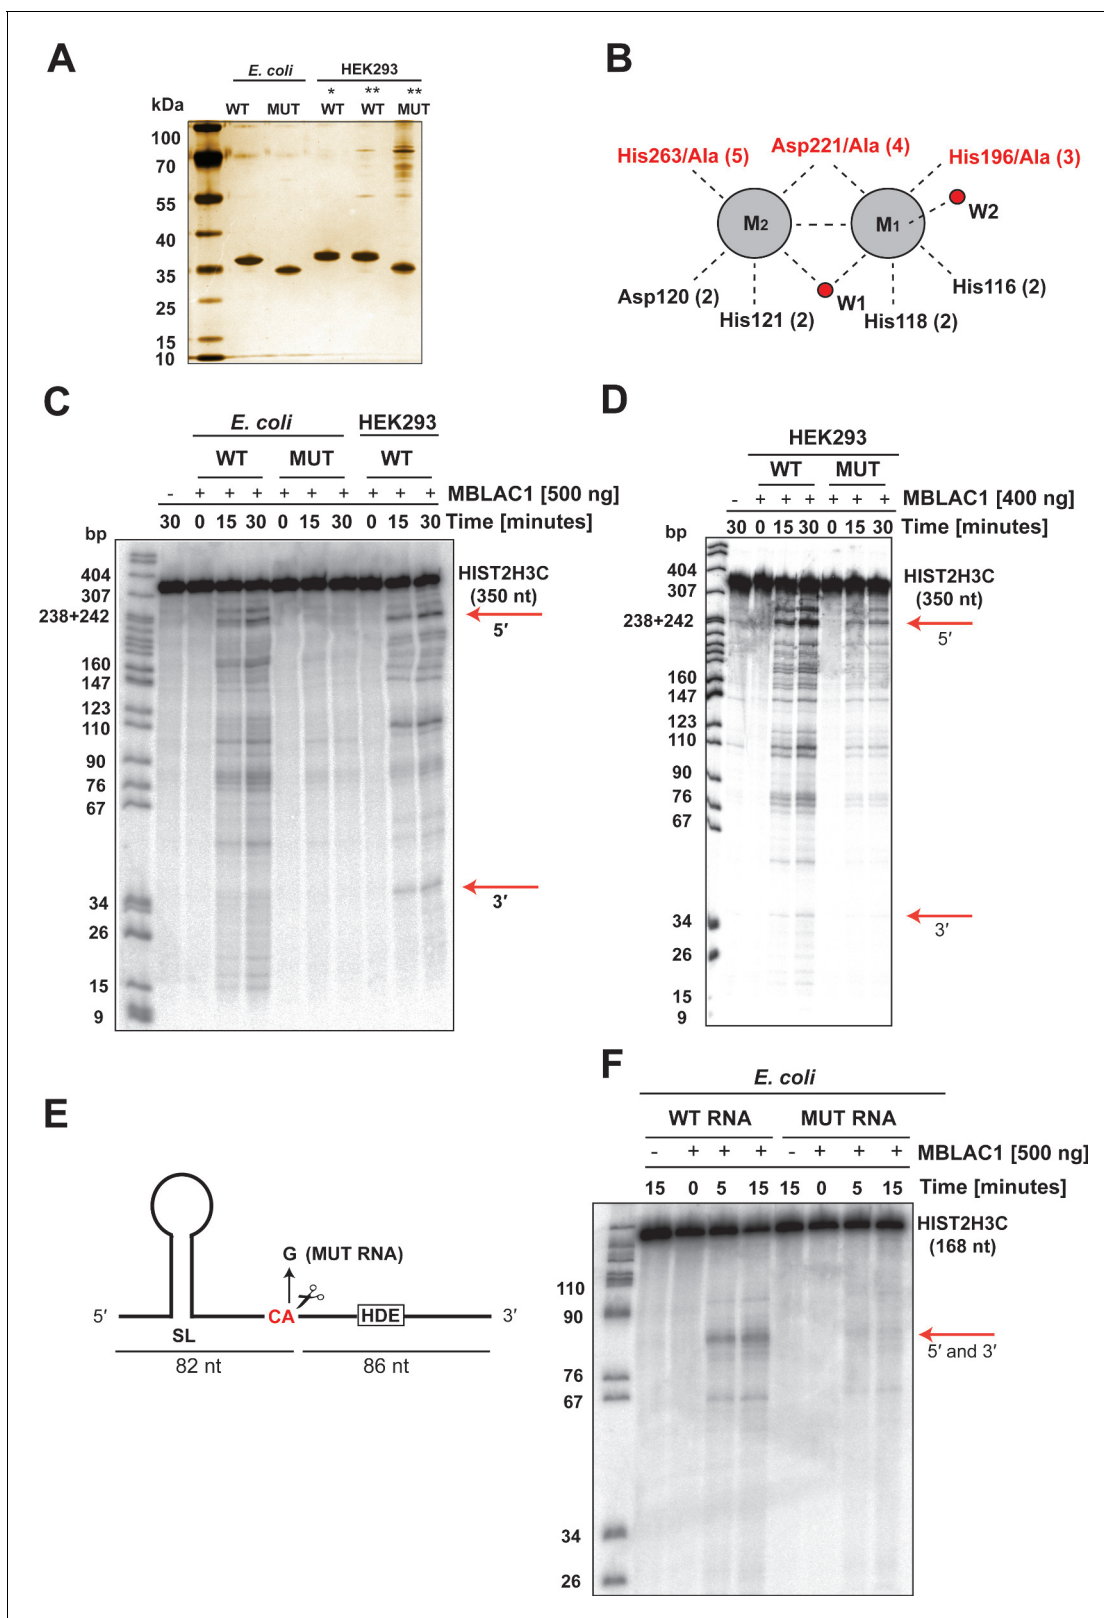 A
E. coli
HEK293
* ** **
kDa
WT MUT WT WT MUT
100
70
55
40
35
25
15
10
B
His263/Ala (5)
Asp221/Ala (4)
His196/Ala (3)
M2
M1
W2
Asp120 (2)
His121 (2)
W1
His118 (2)
His116 (2)
C
E. coli
HEK293
WT MUT WT
- + + + + + + + + + MBLAC1 [500 ng]
30 0 15 30 0 15 30 0 15 30 Time [minutes]
bp
404
307
238+242
160
147
123
110
90
76
67
34
26
15
9
HIST2H3C
(350 nt)
5′
3′
D
HEK293
WT MUT
- + + + + + + MBLAC1 [400 ng]
30 0 15 30 0 15 30 Time [minutes]
bp
404
307
238+242
160
147
123
110
90
76
67
34
26
15
9
HIST2H3C
(350 nt)
5′
3′
E
G (MUT RNA)
5′
CA
HDE
3′
SL
82 nt
86 nt
F
E. coli
WT RNA MUT RNA
- + + + - + + + MBLAC1 [500 ng]
15 0 5 15 15 0 5 15 Time [minutes]
HIST2H3C
(168 nt)
110
90
76
67
34
26
5′ and 3′